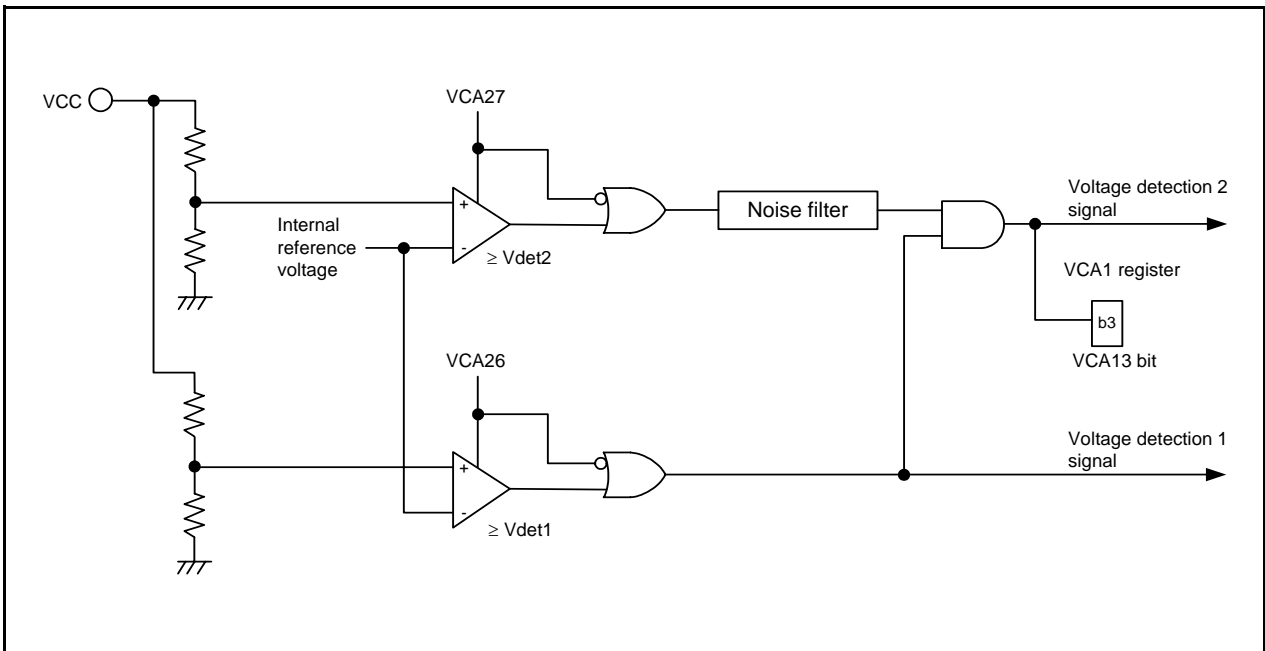 VCC
VCA27
+
-
Internal
reference
voltage
≥ Vdet2
Noise filter
Voltage detection 2
signal
VCA1 register
b3
VCA13 bit
VCA26
+
-
≥ Vdet1
Voltage detection 1
signal